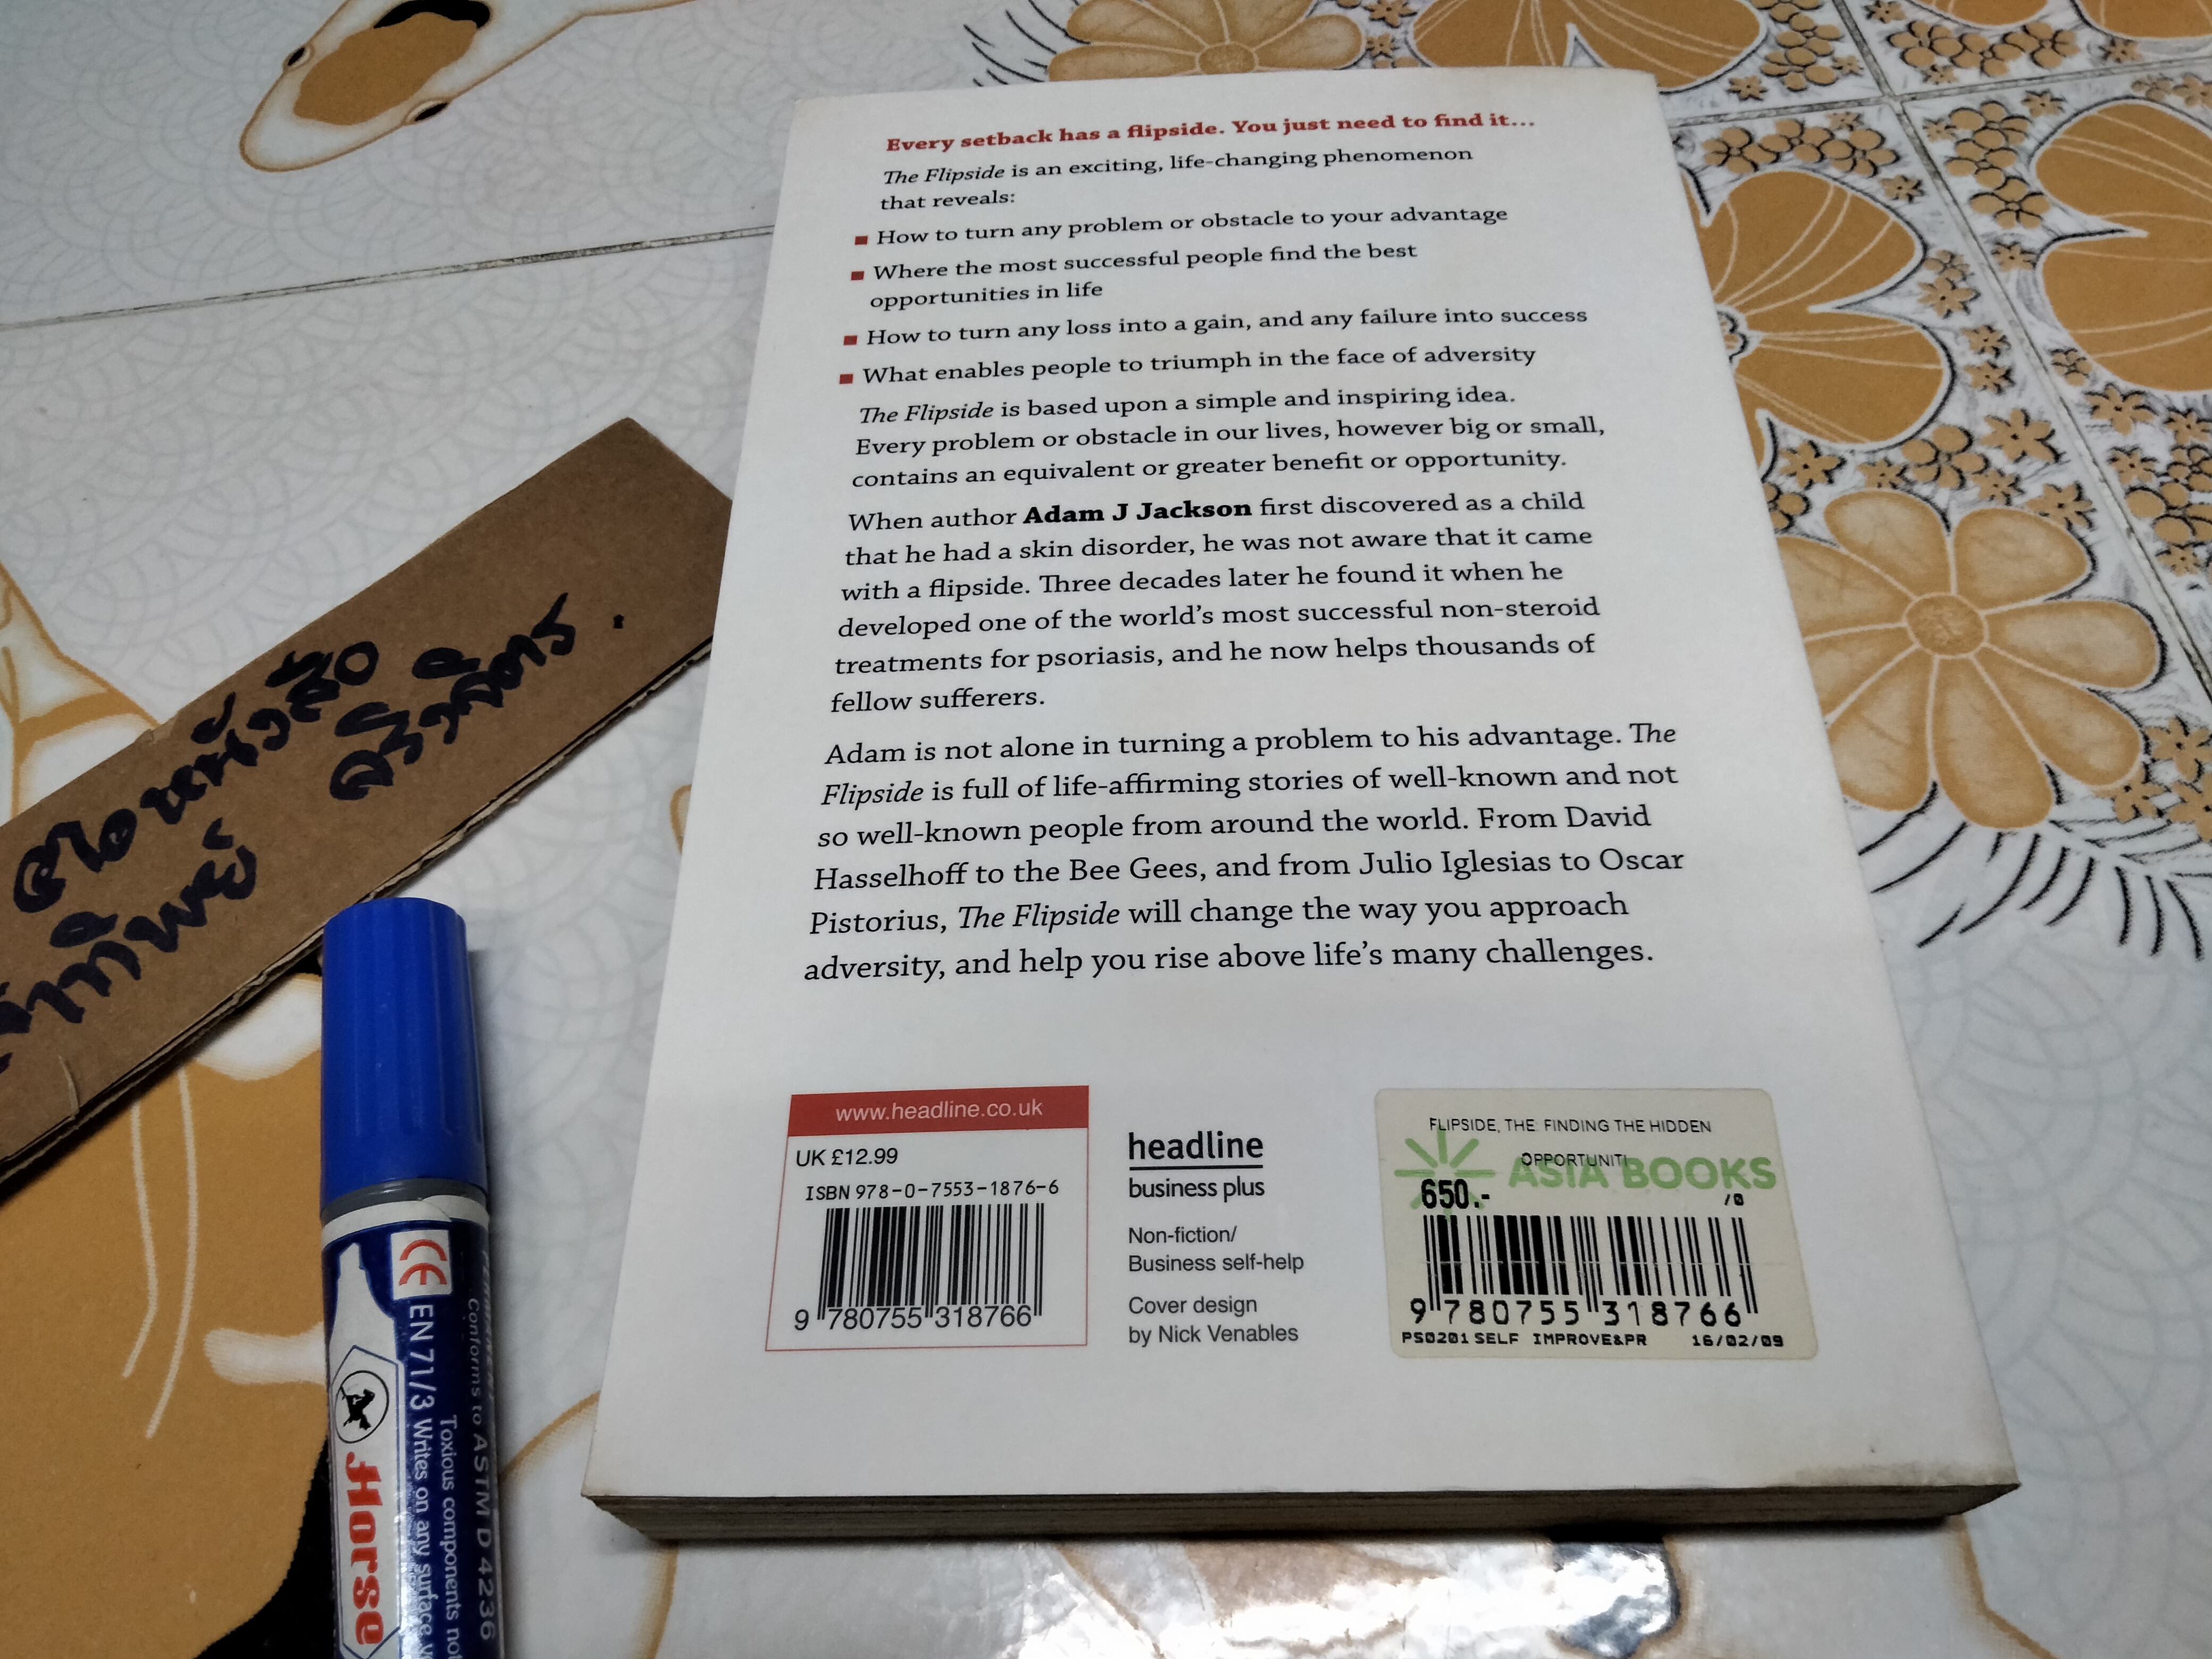 Every setback has a flipside. You just need to find it...
The Flipside is an exciting, life-changing phenomenon
that reveals:
How to turn any problem or obstacle to your advantage
Where the most successful people find the best
opportunities in life
How to turn any loss into a gain, and any failure into success
What enables people to triumph in the face of adversity
The Flipside is based upon a simple and inspiring idea.
Every problem or obstacle in our lives, however big or small,
contains an equivalent or greater benefit or opportunity.
When author Adam J Jackson first discovered as a child
that he had a skin disorder, he was not aware that it came
with a flipside. Three decades later he found it when he
developed one of the world's most successful non-steroid
treatments for psoriasis, and he now helps thousands of
fellow sufferers.
Adam is not alone in turning a problem to his advantage. The
Flipside is full of life-affirming stories of well-known and not
so well-known people from around the world. From David
Hasselhoff to the Bee Gees, and from Julio Iglesias to Oscar
Pistorius, The Flipside will change the way you approach
adversity, and help you rise above life's many challenges.
www.headline.co.uk
UK £12.99
ISBN 978-0-7553-1876-6
9 780755 318766
headline
business plus
Non-fiction/
Business self-help
Cover design
by Nick Venables
FLIPSIDE, THE: FINDING THE HIDDEN
OPPORTUNITI
ASIA BOOKS
650.-
/0
9 780755 318766
PS0201 SELF IMPROVE&PR 16/02/09
CE
EN 71/3 Writes on any surface
Toxious components not
Conforms to ASTM D 4236
Horse